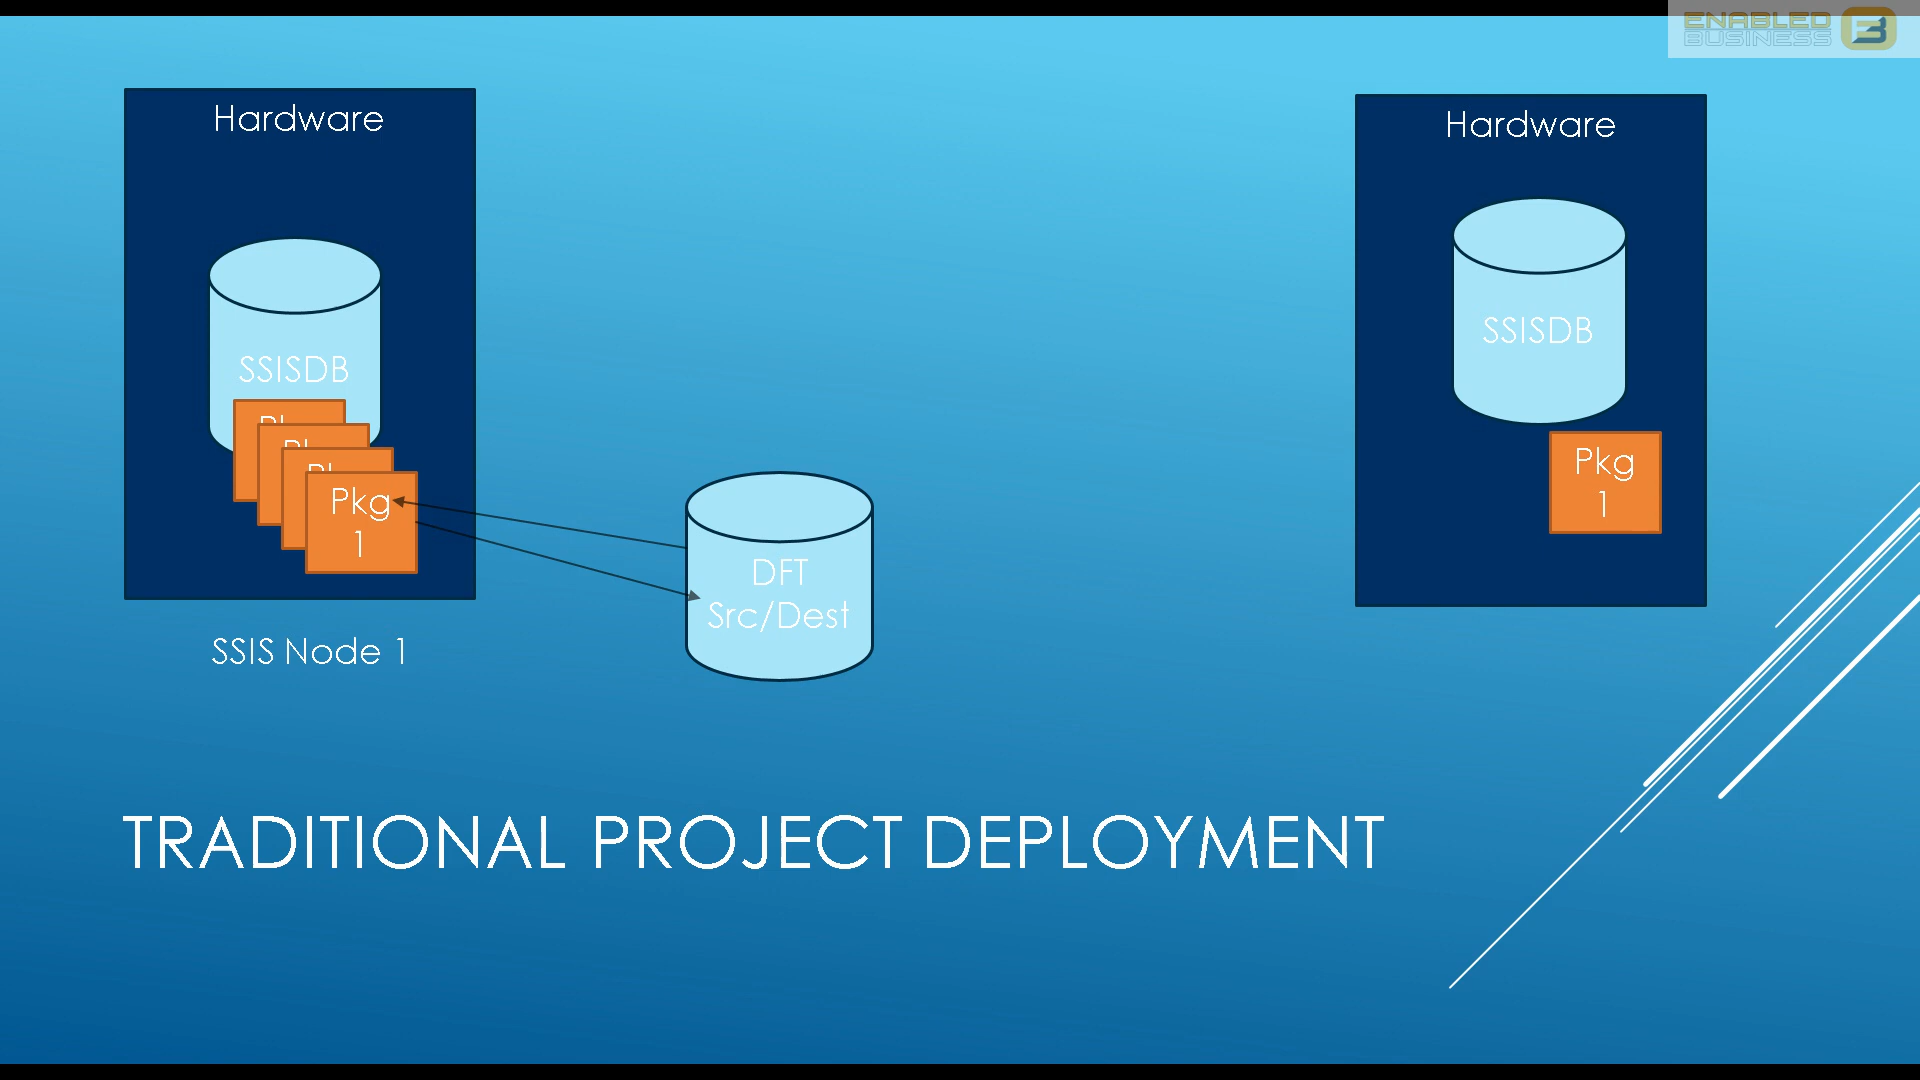 ENABLED
BUSINESS
Hardware
SSISDB
Pkg
1
SSIS Node 1
DFT
Src/Dest
Hardware
SSISDB
Pkg
1
TRADITIONAL PROJECT DEPLOYMENT